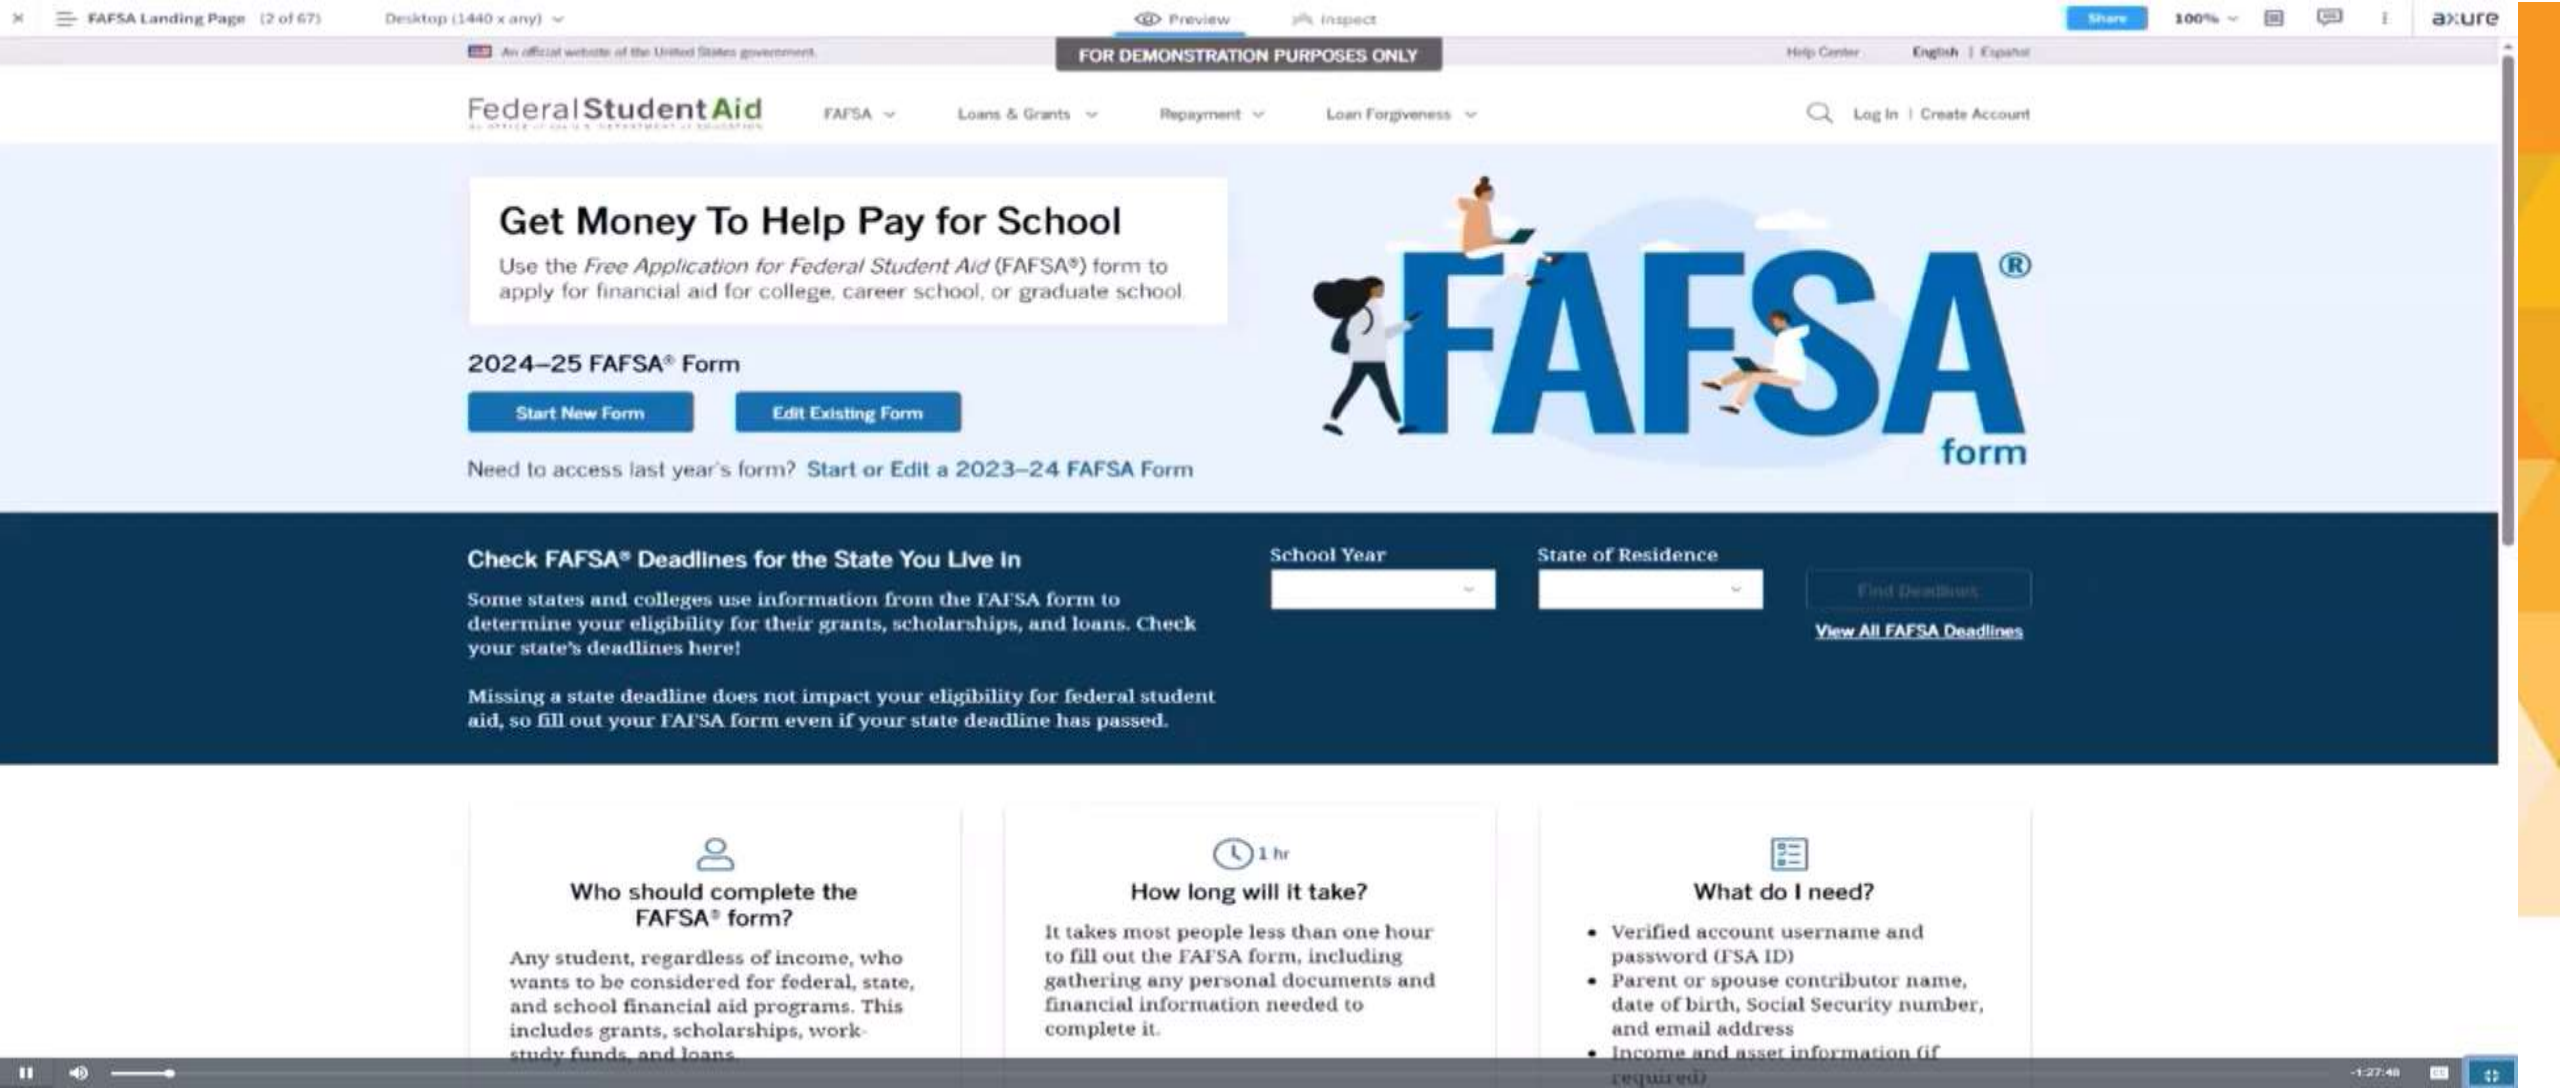 FAFSA Landing Page (2 of 67) Desktop (1440 x any) Preview Inspect Share 100% axure
An official website of the United States government. FOR DEMONSTRATION PURPOSES ONLY Help Center English | Español
FederalStudentAid FAFSA Loans & Grants Repayment Loan Forgiveness Log In | Create Account
An OFFICE of the U.S. DEPARTMENT of EDUCATION
Get Money To Help Pay for School
Use the Free Application for Federal Student Aid (FAFSA®) form to
apply for financial aid for college, career school, or graduate school.
FAFSA®
form
2024–25 FAFSA® Form
Start New Form Edit Existing Form
Need to access last year's form? Start or Edit a 2023–24 FAFSA Form
Check FAFSA® Deadlines for the State You Live In
Some states and colleges use information from the FAFSA form to
determine your eligibility for their grants, scholarships, and loans. Check
your state's deadlines here!
Missing a state deadline does not impact your eligibility for federal student
aid, so fill out your FAFSA form even if your state deadline has passed.
School Year State of Residence
Find Deadlines
View All FAFSA Deadlines
Who should complete the
FAFSA® form?
Any student, regardless of income, who
wants to be considered for federal, state,
and school financial aid programs. This
includes grants, scholarships, work-
study funds, and loans.
1 hr
How long will it take?
It takes most people less than one hour
to fill out the FAFSA form, including
gathering any personal documents and
financial information needed to
complete it.
What do I need?
• Verified account username and
password (FSA ID)
• Parent or spouse contributor name,
date of birth, Social Security number,
and email address
• Income and asset information (if
required)
-1:27:48